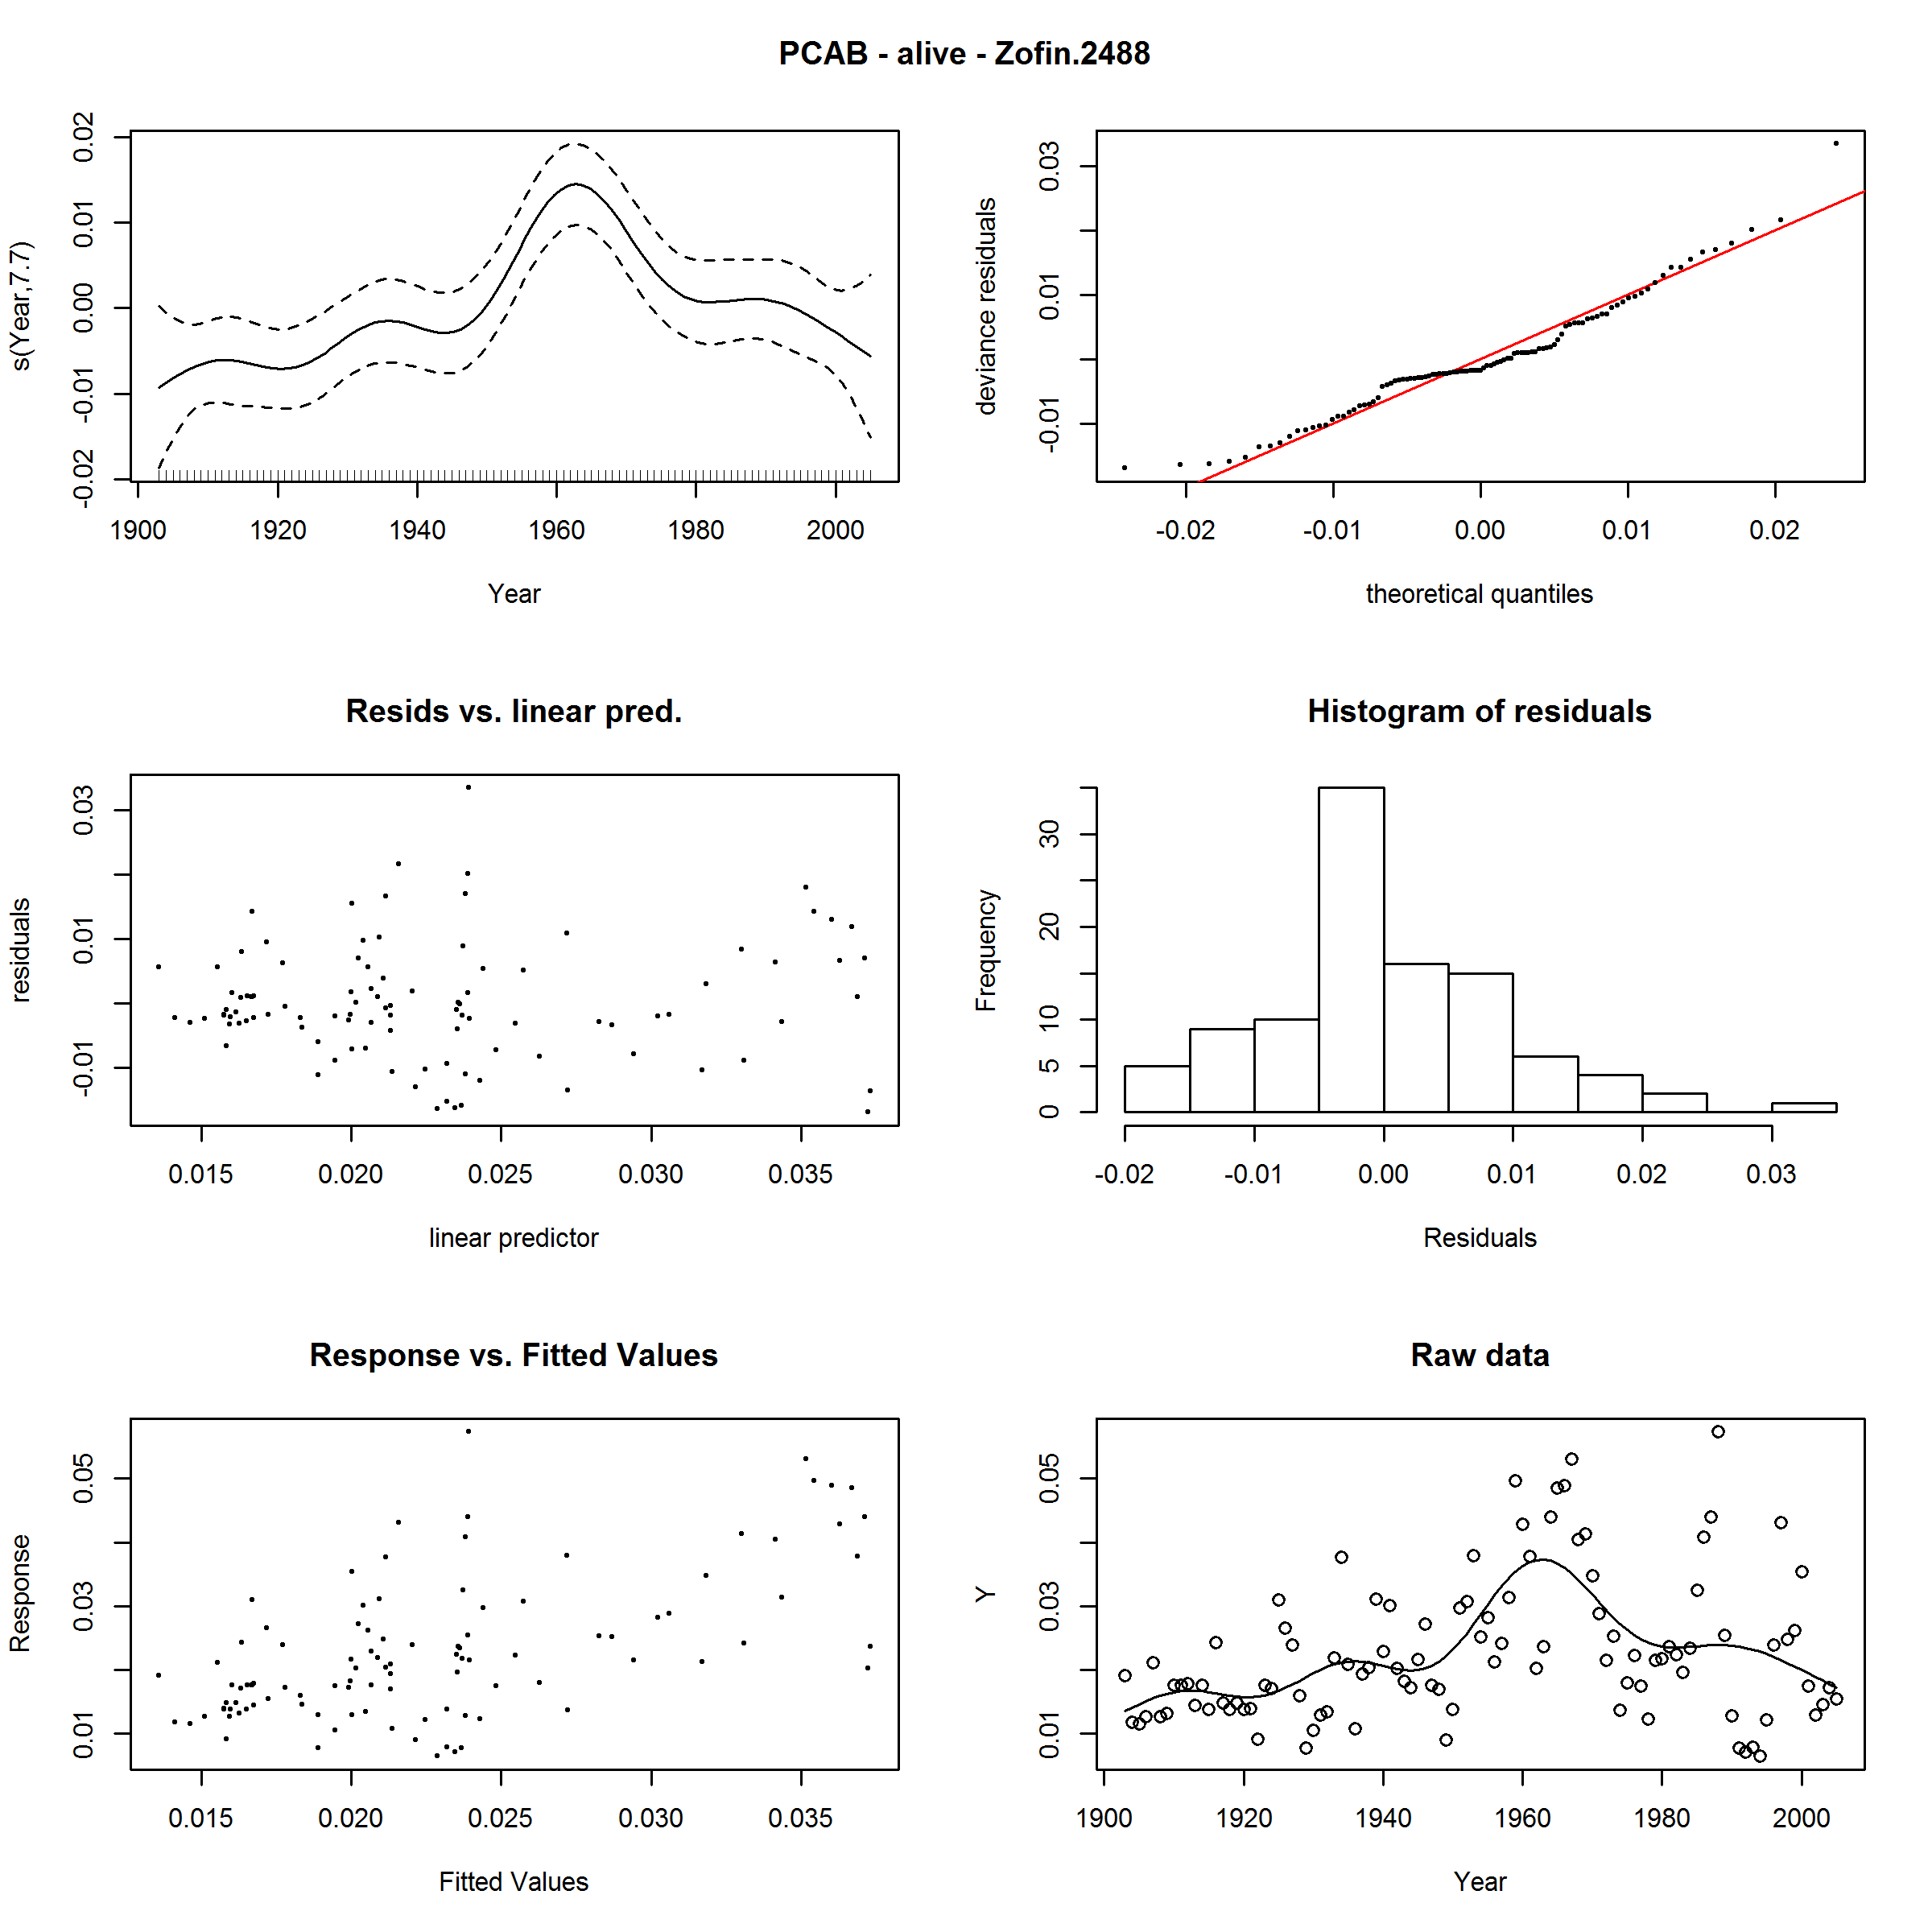 PCAB - alive - Zofin.2488
s(Year,7.7)
-0.02 -0.01 0.00 0.01 0.02
1900 1920 1940 1960 1980 2000
Year
deviance residuals
-0.01 0.01 0.03
-0.02 -0.01 0.00 0.01 0.02
theoretical quantiles
Resids vs. linear pred.
residuals
-0.01 0.01 0.03
0.015 0.020 0.025 0.030 0.035
linear predictor
Histogram of residuals
Frequency
0 5 10 20 30
-0.02 -0.01 0.00 0.01 0.02 0.03
Residuals
Response vs. Fitted Values
Response
0.01 0.03 0.05
0.015 0.020 0.025 0.030 0.035
Fitted Values
Raw data
Y
0.01 0.03 0.05
1900 1920 1940 1960 1980 2000
Year